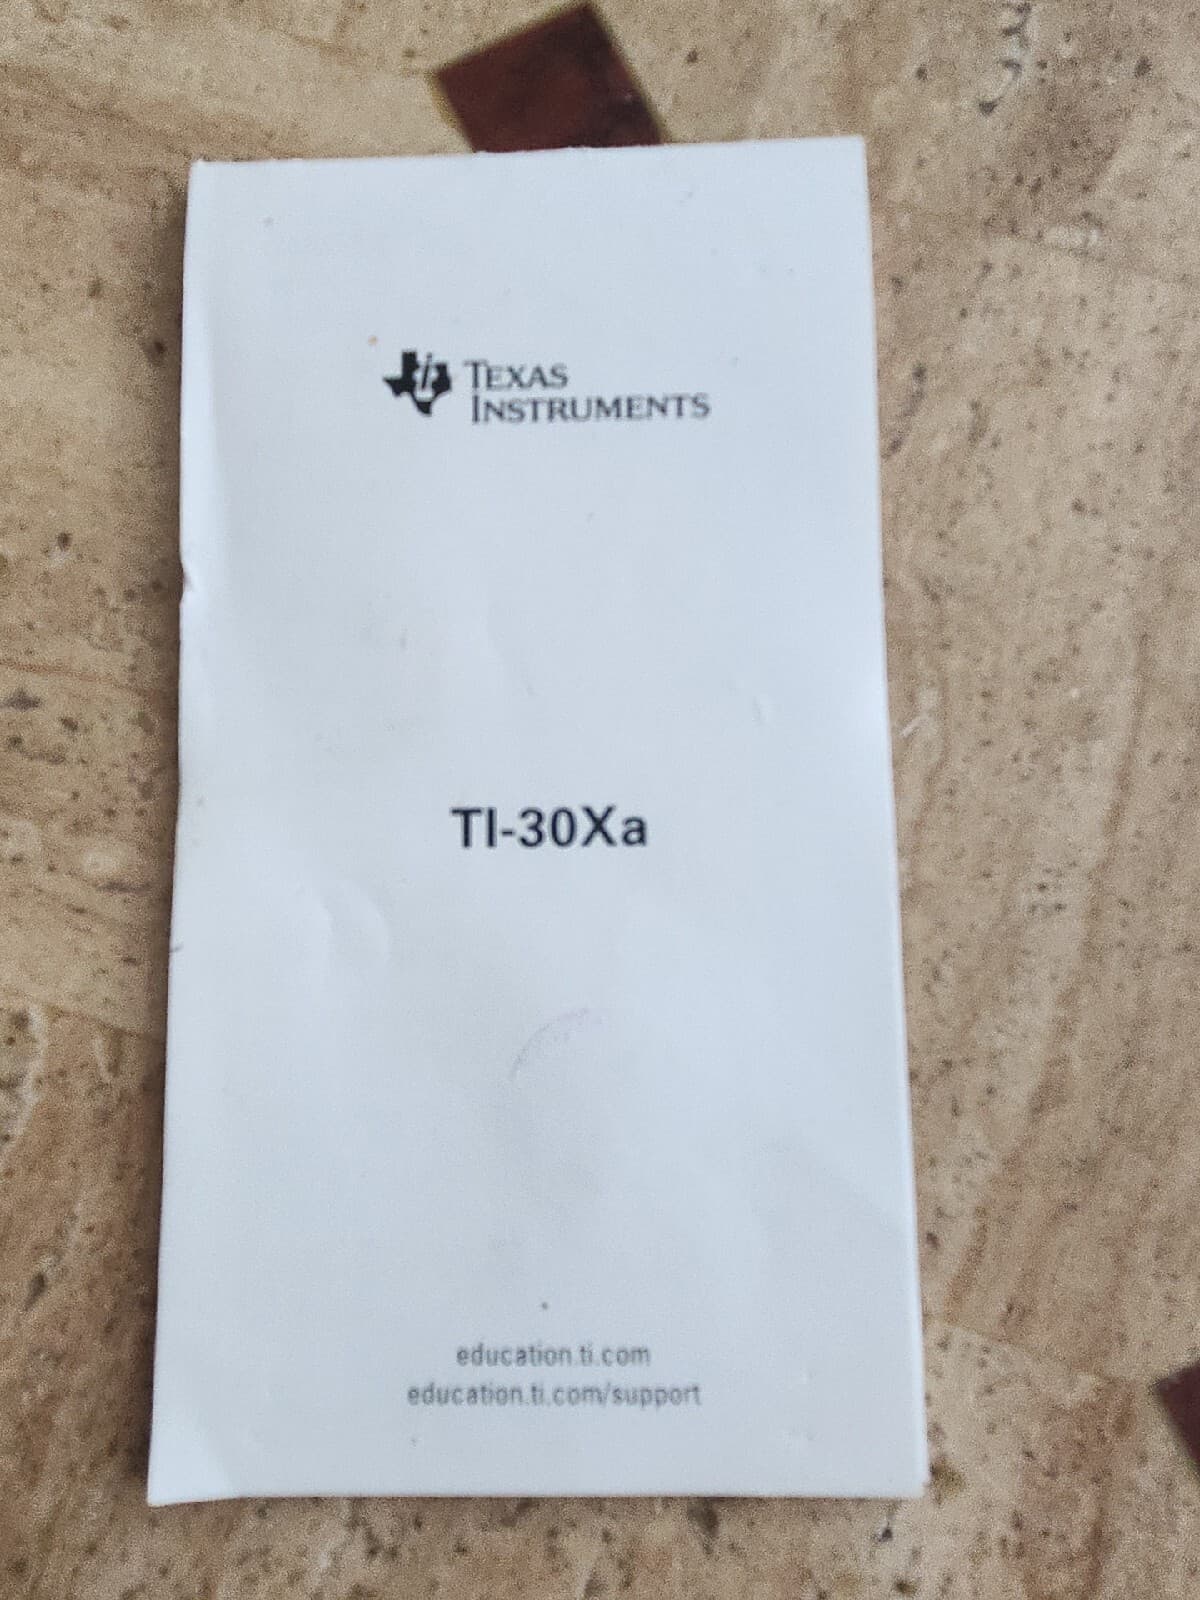 TEXAS
INSTRUMENTS
TI-30Xa
education.ti.com
education.ti.com/support